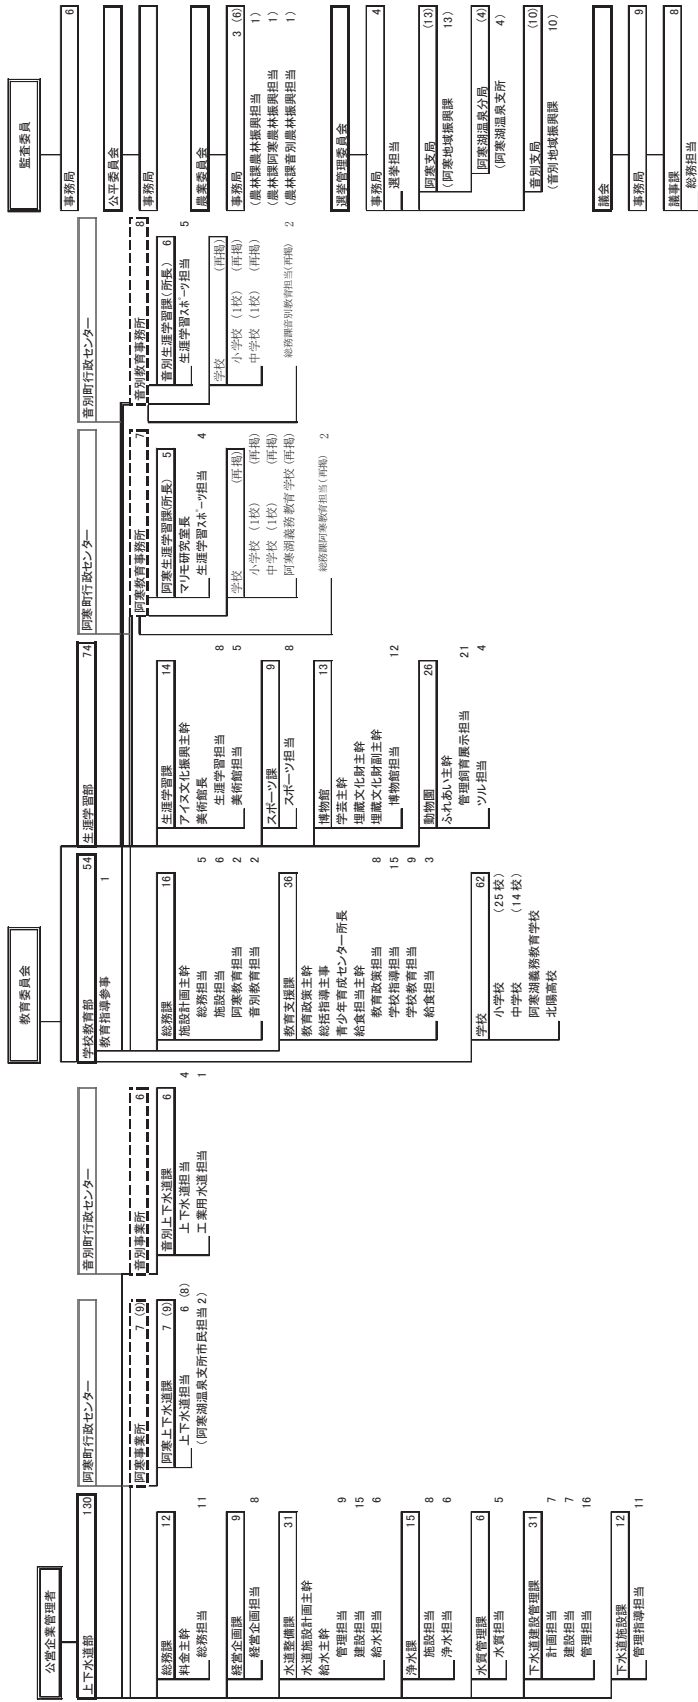 公営企業管理者
上下水道部 130
総務課 12
料金主幹
総務担当 11
経営企画課 9
経営企画担当 8
水道整備課 31
水道施設計画主幹
給水主幹
管理担当 9
建設担当 15
給水担当 6
浄水課 15
施設担当 8
浄水担当 6
水質管理課 6
水質担当 5
下水道建設管理課 31
計画担当 7
建設担当 7
管理担当 16
下水道施設課 12
管理指導担当 11
阿寒町行政センター
阿寒事業所 7 (9)
阿寒上下水道課 7 (9)
上下水道担当 6 (8)
(阿寒湖温泉支所市民担当 2)
音別町行政センター
音別事業所 6
音別上下水道課 6
上下水道担当 4
工業用水道担当 1
教育委員会
学校教育部 54
教育指導参事 1
総務課 16
施設計画主幹
総務担当 5
施設担当 6
阿寒教育担当 2
音別教育担当 2
教育支援課 36
教育政策主幹
総括指導主事
青少年育成センター所長
給食担当主幹
教育政策担当 8
学校指導担当 15
学校教育担当 9
給食担当 3
学校 62
小学校 (25校)
中学校 (14校)
阿寒湖義務教育学校
北陽高校
生涯学習部 74
生涯学習課 14
アイヌ文化振興主幹
美術館長
生涯学習担当 8
美術館担当 5
スポーツ課 9
スポーツ担当 8
博物館 13
学芸主幹
埋蔵文化財主幹
埋蔵文化財副主幹
博物館担当 12
動物園 26
ふれあい主幹
管理飼育展示担当 21
ツル担当 4
阿寒町行政センター
阿寒教育事務所 7
阿寒生涯学習課(所長) 5
マリモ研究室長
生涯学習スポーツ担当 4
学校 (再掲)
小学校 (1校) (再掲)
中学校 (1校) (再掲)
阿寒湖義務教育学校 (再掲)
総務課阿寒教育担当(再掲) 2
音別町行政センター
音別教育事務所 8
音別生涯学習課(所長) 6
生涯学習スポーツ担当 5
学校 (再掲)
小学校 (1校) (再掲)
中学校 (1校) (再掲)
総務課音別教育担当(再掲) 2
監査委員
事務局 6
公平委員会
事務局
農業委員会
事務局 3 (6)
(農林課農林振興担当 1)
(農林課阿寒農林振興担当 1)
(農林課音別農林振興担当 1)
選挙管理委員会
事務局 4
選挙担当
阿寒支局 (13)
(阿寒地域振興課 13)
阿寒湖温泉分局 (4)
(阿寒湖温泉支所 4)
音別支局 (10)
(音別地域振興課 10)
議会
事務局 9
議事課 8
総務担当